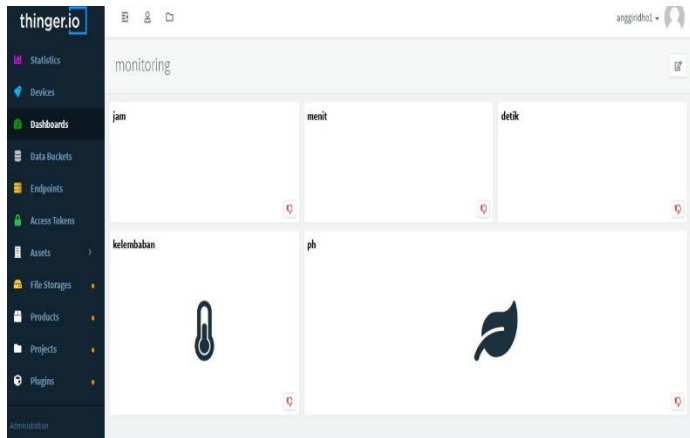 thinger.io
anggiridho1
Statistics
Devices
Dashboards
Data Buckets
Endpoints
Access Tokens
Assets
File Storages
Products
Projects
Plugins
Administration
monitoring
jam
menit
detik
kelembaban
ph